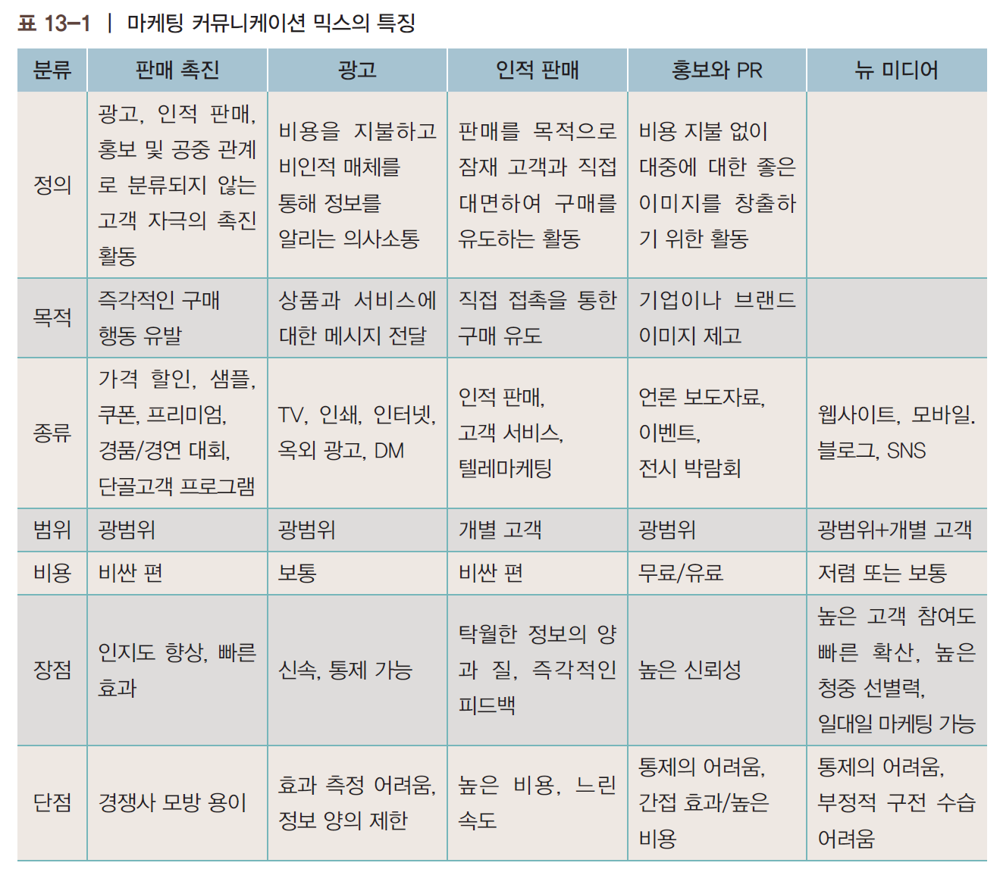 표 13-1 | 마케팅 커뮤니케이션 믹스의 특징
분류 판매 촉진 광고 인적 판매 홍보와 PR 뉴 미디어
정의
광고, 인적 판매,
홍보 및 공중 관계
로 분류되지 않는
고객 자극의 촉진
활동
비용을 지불하고
비인적 매체를
통해 정보를
알리는 의사소통
판매를 목적으로
잠재 고객과 직접
대면하여 구매를
유도하는 활동
비용 지불 없이
대중에 대한 좋은
이미지를 창출하
기 위한 활동
목적
즉각적인 구매
행동 유발
상품과 서비스에
대한 메시지 전달
직접 접촉을 통한
구매 유도
기업이나 브랜드
이미지 제고
종류
가격 할인, 샘플,
쿠폰, 프리미엄,
경품/경연 대회,
단골고객 프로그램
TV, 인쇄, 인터넷,
옥외 광고, DM
인적 판매,
고객 서비스,
텔레마케팅
언론 보도자료,
이벤트,
전시 박람회
웹사이트, 모바일.
블로그, SNS
범위 광범위 광범위 개별 고객 광범위 광범위+개별 고객
비용 비싼 편 보통 비싼 편 무료/유료 저렴 또는 보통
장점
인지도 향상, 빠른
효과
신속, 통제 가능
탁월한 정보의 양
과 질, 즉각적인
피드백
높은 신뢰성
높은 고객 참여도
빠른 확산, 높은
청중 선별력,
일대일 마케팅 가능
단점
경쟁사 모방 용이
효과 측정 어려움,
정보 양의 제한
높은 비용, 느린
속도
통제의 어려움,
간접 효과/높은
비용
통제의 어려움,
부정적 구전 수습
어려움